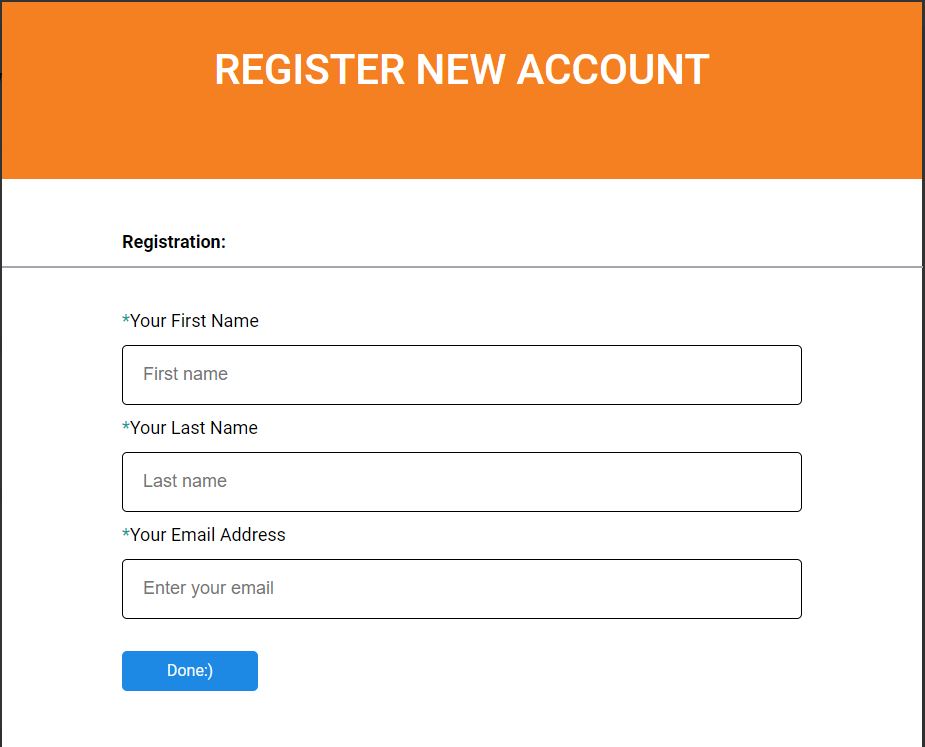 REGISTER NEW ACCOUNT
Registration:
*Your First Name
First name
*Your Last Name
Last name
*Your Email Address
Enter your email
Done:)